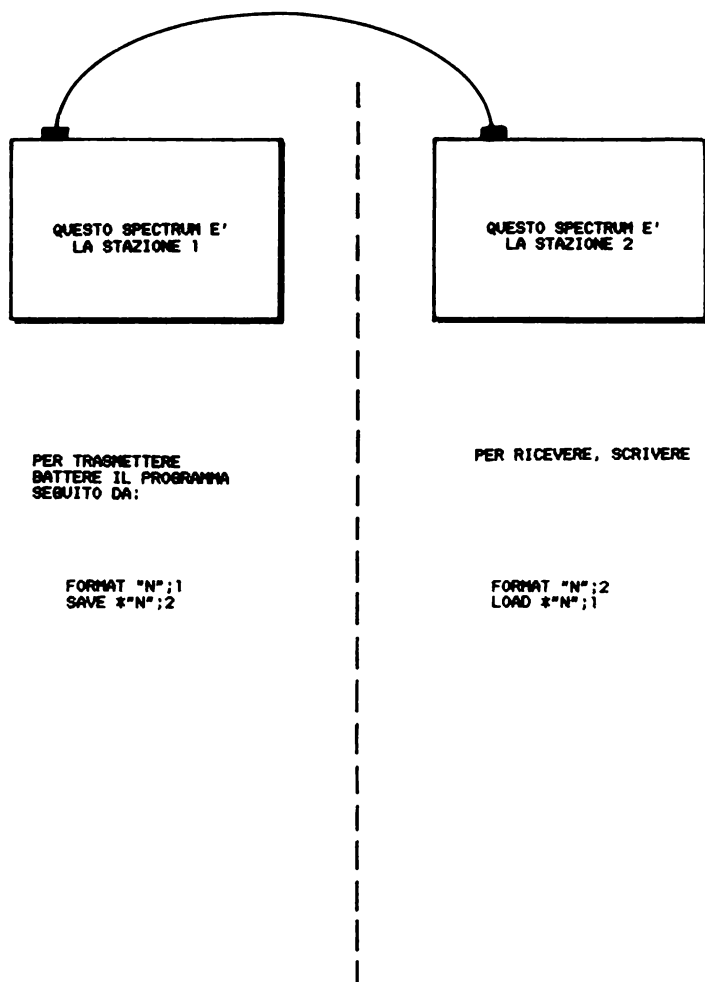 QUESTO SPECTRUM E'
LA STAZIONE 1
QUESTO SPECTRUM E'
LA STAZIONE 2
PER TRASMETTERE
BATTERE IL PROGRAMMA
SEGUITO DA:
PER RICEVERE, SCRIVERE
FORMAT "N";1
SAVE *"N";2
FORMAT "N";2
LOAD *"N";1